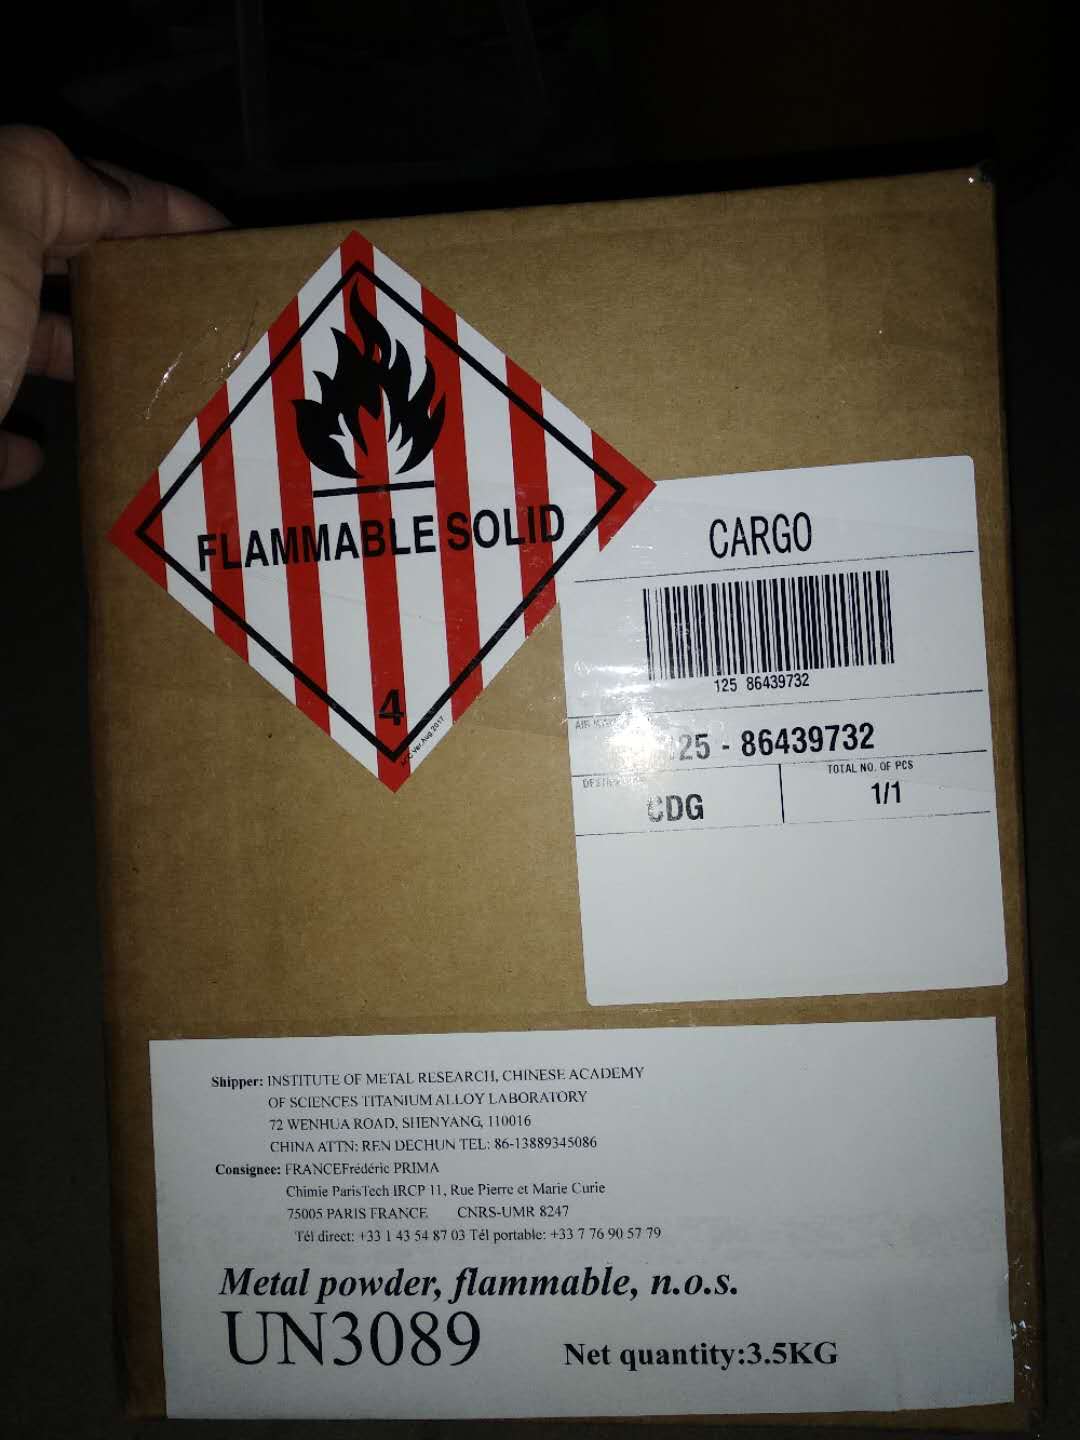 FLAMMABLE SOLID
4
Ver.Aug 2017
CARGO
125 86439732
25 - 86439732
TOTAL NO. OF PCS
CDG
1/1
Shipper: INSTITUTE OF METAL RESEARCH, CHINESE ACADEMY
OF SCIENCES TITANIUM ALLOY LABORATORY
72 WENHUA ROAD, SHENYANG, 110016
CHINA ATTN: REN DECHUN TEL: 86-13889345086
Consignee: FRANCEFrédéric PRIMA
Chimie ParisTech IRCP 11, Rue Pierre et Marie Curie
75005 PARIS FRANCE CNRS-UMR 8247
Tél direct: +33 1 43 54 87 03 Tél portable: +33 7 76 90 57 79
Metal powder, flammable, n.o.s.
UN3089
Net quantity:3.5KG